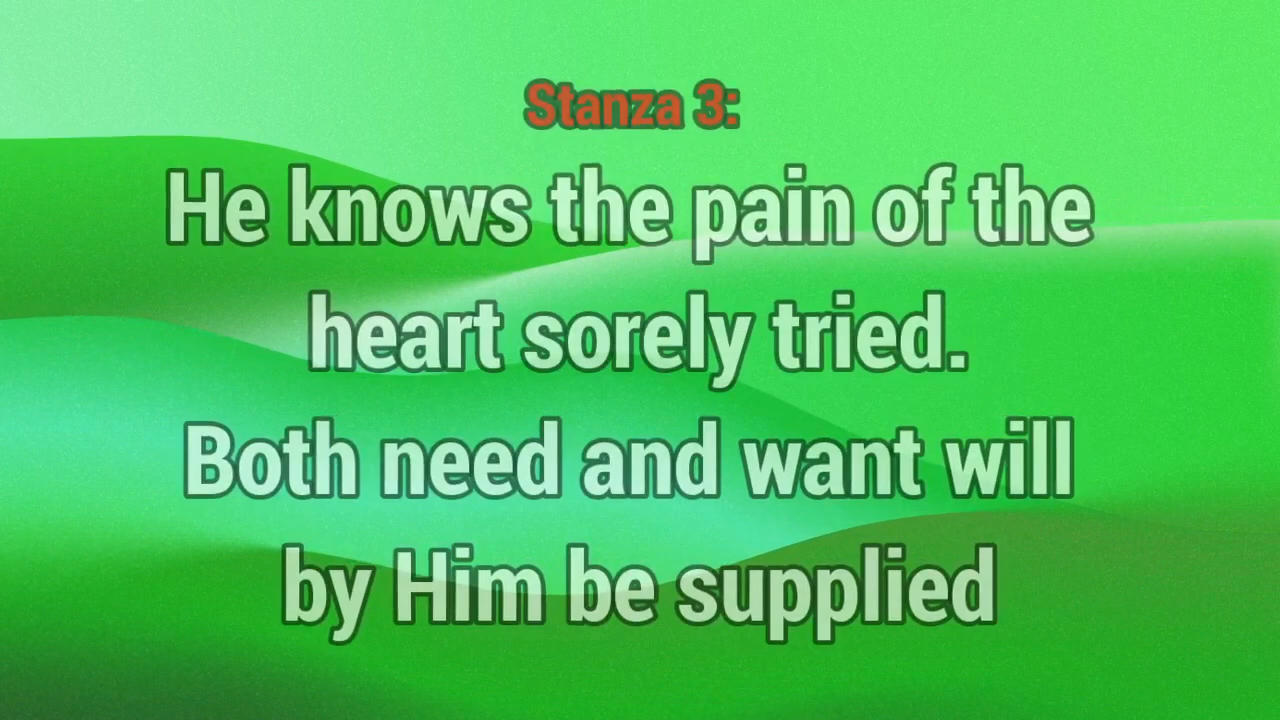 Stanza 3:
He knows the pain of the
heart sorely tried.
Both need and want will
by Him be supplied